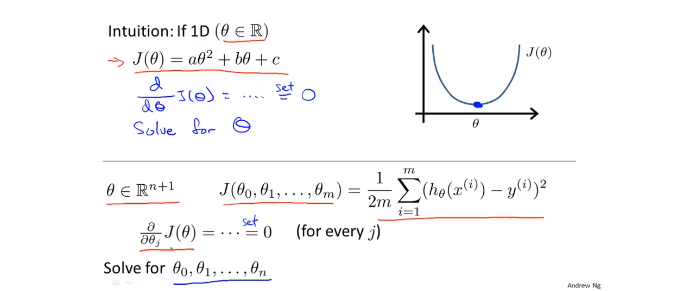 Intuition: If 1D (θ ∈ ℝ)
→ J(θ) = aθ² + bθ + c
J(θ)
d/dθ J(θ) = .... set= 0
Solve for θ
θ
θ ∈ ℝⁿ⁺¹ J(θ₀, θ₁, . . . , θₘ) = 1/2m ∑ᵢ₌₁ᵐ (h_θ(x⁽ⁱ⁾) − y⁽ⁱ⁾)²
∂/∂θⱼ J(θ) = · · · set= 0 (for every j)
Solve for θ₀, θ₁, . . . , θₙ
Andrew Ng